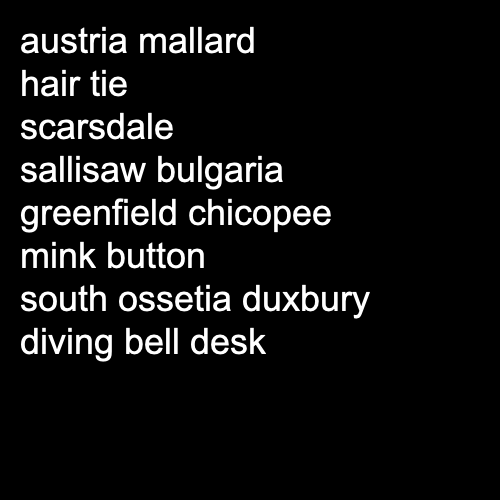 austria mallard
hair tie
scarsdale
sallisaw bulgaria
greenfield chicopee
mink button
south ossetia duxbury
diving bell desk